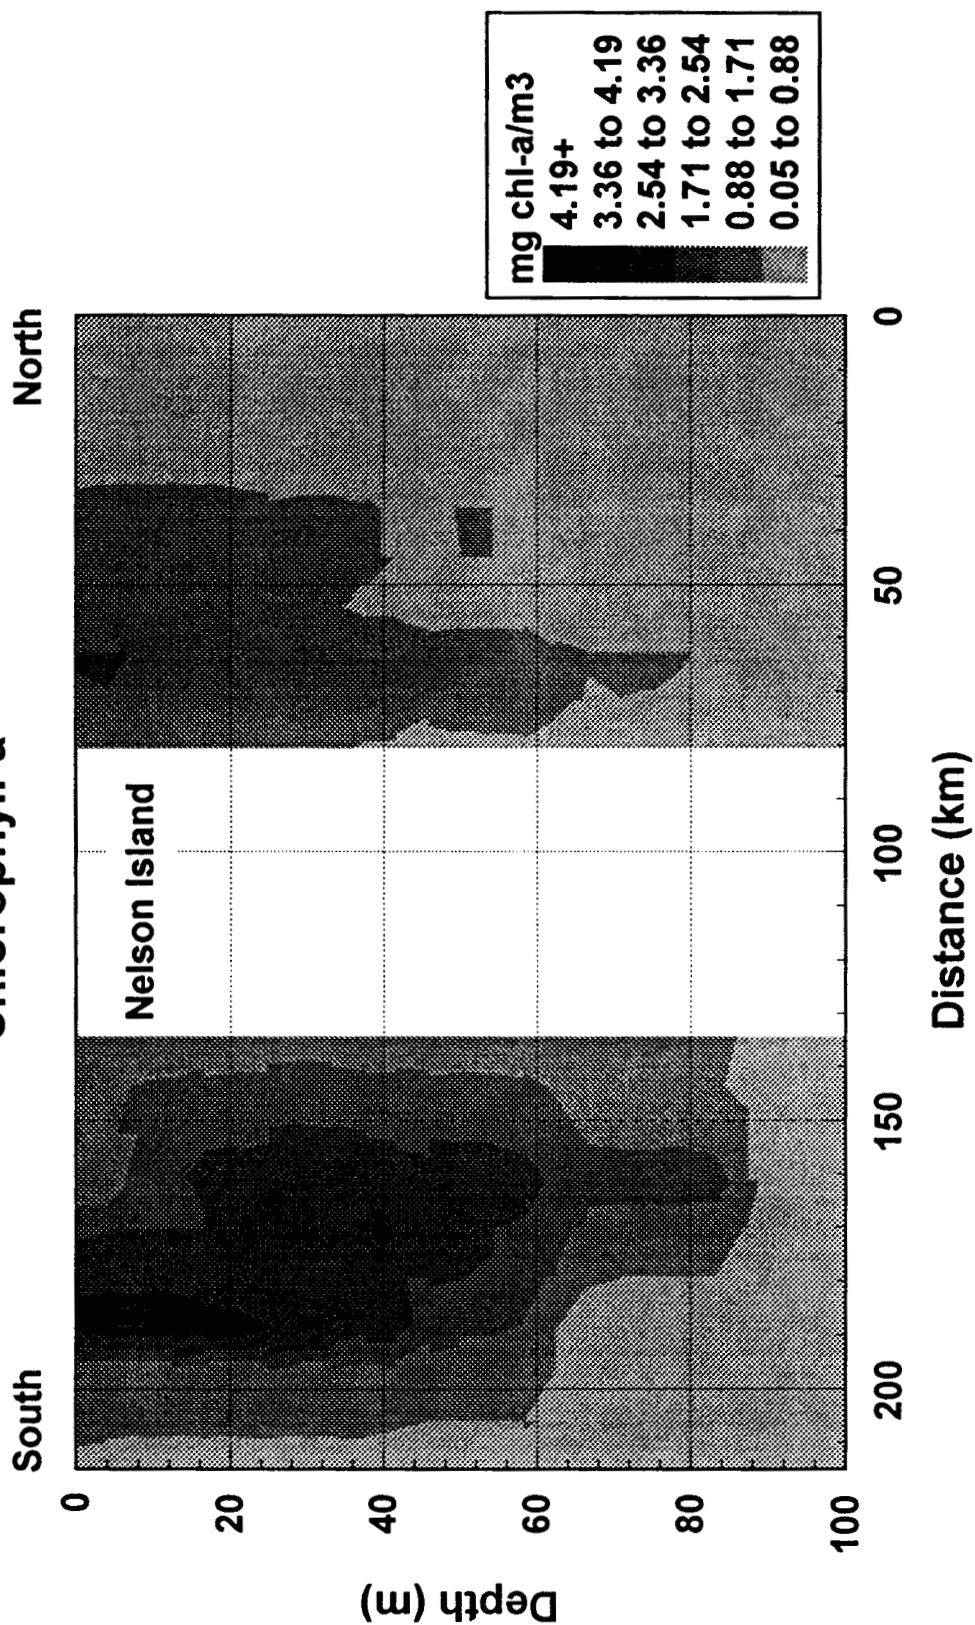 South
North
Nelson Island
0
20
40
60
80
100
Depth (m)
200
150
100
50
0
Distance (km)
mg chl-a/m3
4.19+
3.36 to 4.19
2.54 to 3.36
1.71 to 2.54
0.88 to 1.71
0.05 to 0.88